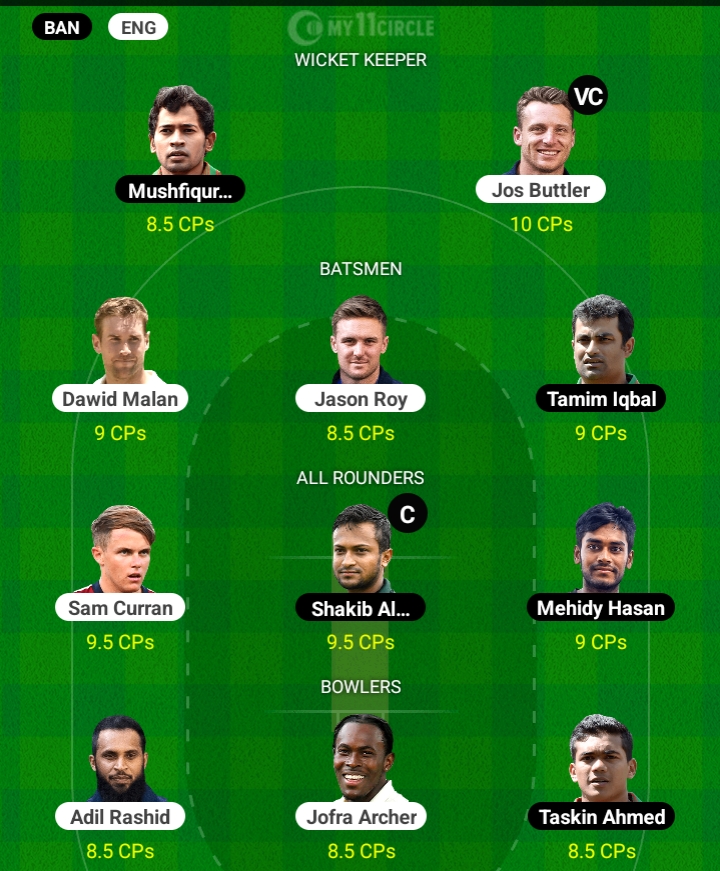 BAN ENG
MY11CIRCLE
WICKET KEEPER
VC
Mushfiqur... Jos Buttler
8.5 CPs 10 CPs
BATSMEN
Dawid Malan Jason Roy Tamim Iqbal
9 CPs 8.5 CPs 9 CPs
ALL ROUNDERS
C
Sam Curran Shakib Al... Mehidy Hasan
9.5 CPs 9.5 CPs 9 CPs
BOWLERS
Adil Rashid Jofra Archer Taskin Ahmed
8.5 CPs 8.5 CPs 8.5 CPs